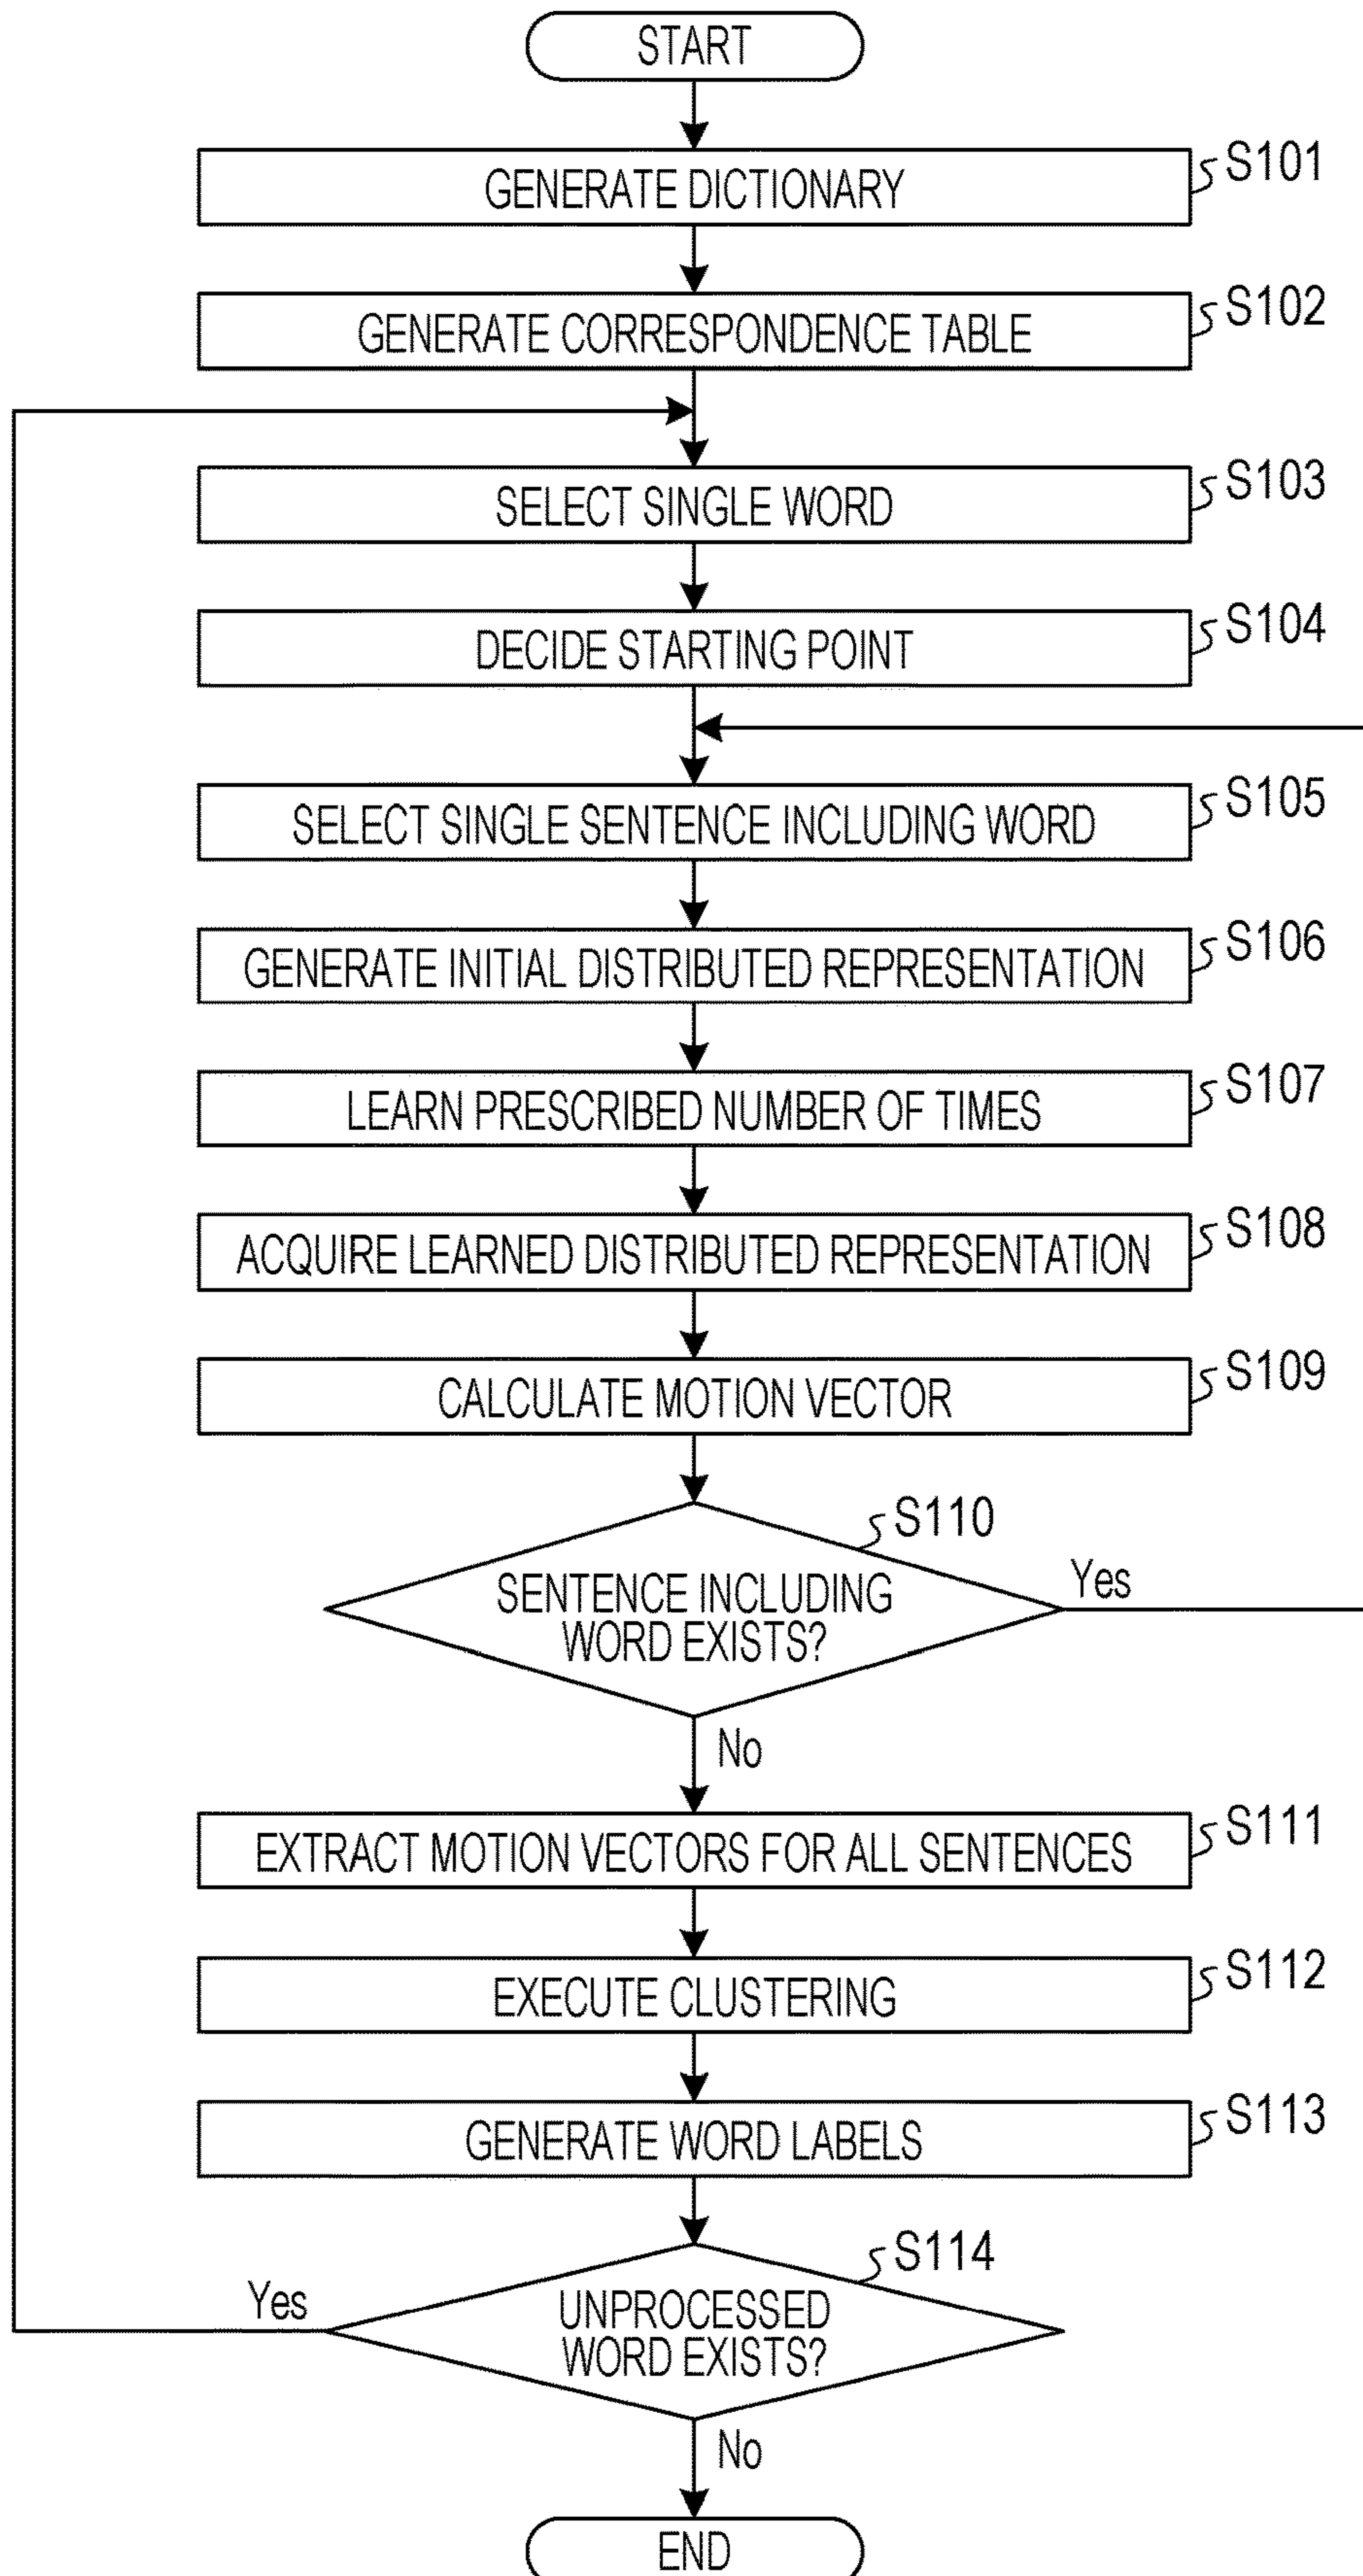 START
GENERATE DICTIONARY
S101
GENERATE CORRESPONDENCE TABLE
S102
SELECT SINGLE WORD
S103
DECIDE STARTING POINT
S104
SELECT SINGLE SENTENCE INCLUDING WORD
S105
GENERATE INITIAL DISTRIBUTED REPRESENTATION
S106
LEARN PRESCRIBED NUMBER OF TIMES
S107
ACQUIRE LEARNED DISTRIBUTED REPRESENTATION
S108
CALCULATE MOTION VECTOR
S109
S110
SENTENCE INCLUDING
WORD EXISTS?
Yes
No
EXTRACT MOTION VECTORS FOR ALL SENTENCES
S111
EXECUTE CLUSTERING
S112
GENERATE WORD LABELS
S113
S114
UNPROCESSED
WORD EXISTS?
Yes
No
END